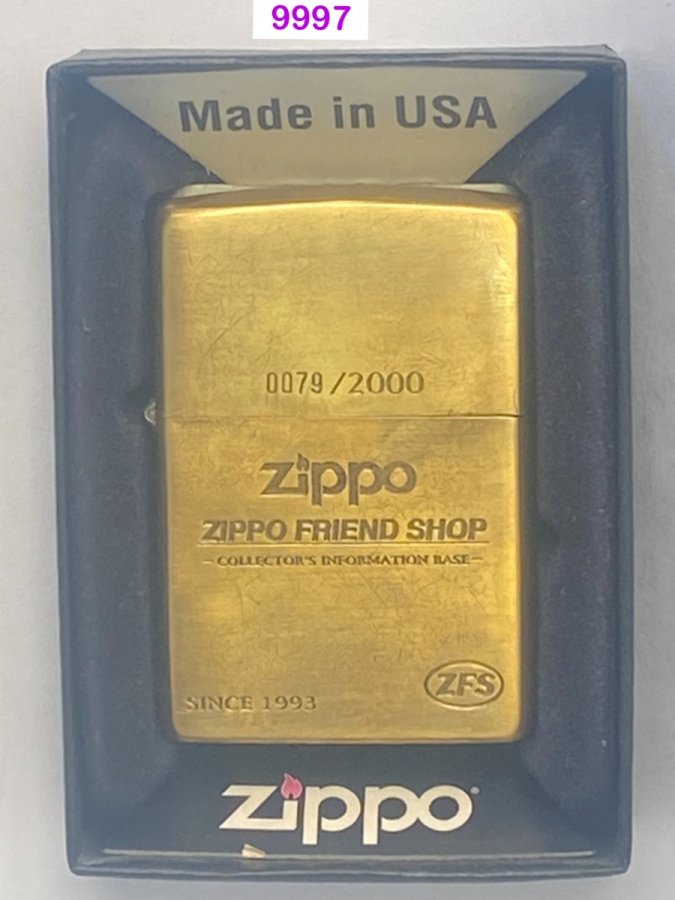 9997
Made in USA
0079/2000
Zippo
ZIPPO FRIEND SHOP
-COLLECTOR'S INFORMATION BASE-
ZFS
SINCE 1993
Zippo